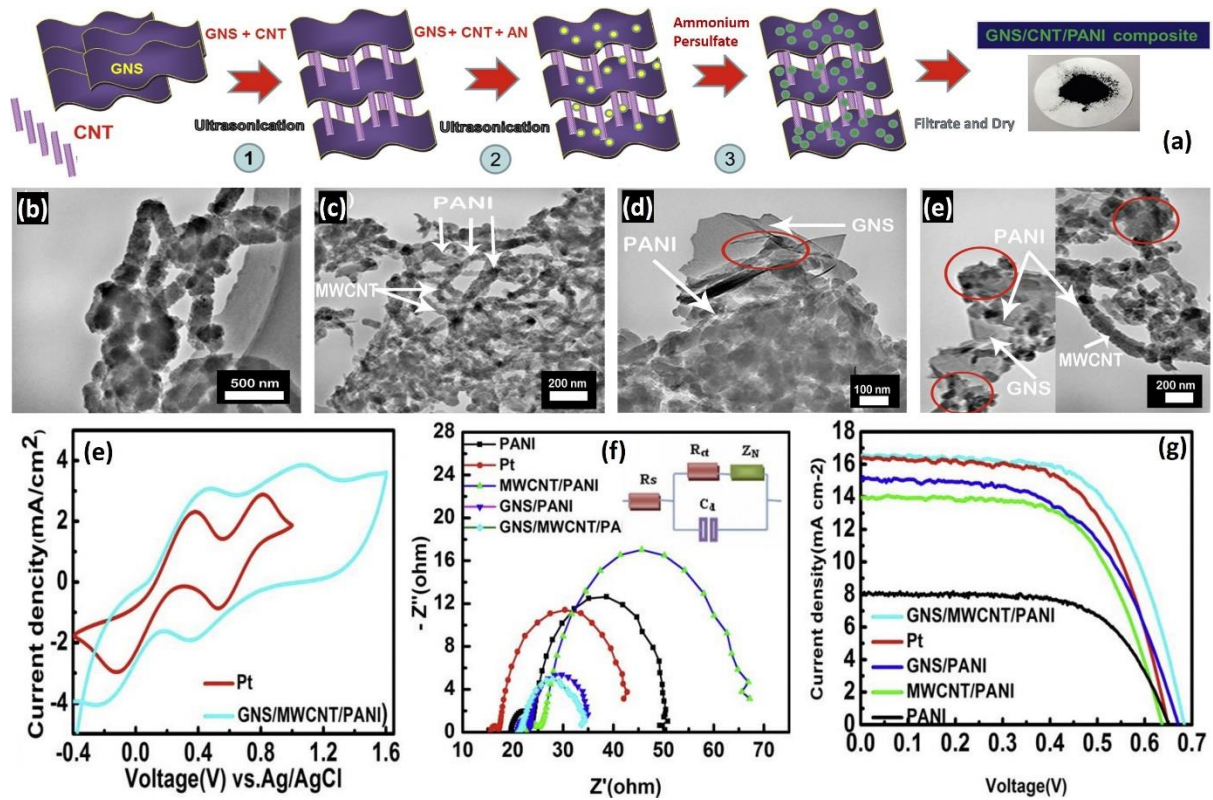 GNS + CNT
GNS + CNT + AN
Ammonium
Persulfate
GNS/CNT/PANI composite
GNS
CNT
Ultrasonication
Ultrasonication
Filtrate and Dry
(a)
1
2
3
(b)
500 nm
(c)
PANI
MWCNT
200 nm
(d)
GNS
PANI
100 nm
(e)
PANI
MWCNT
GNS
200 nm
(e)
Current dencity(mA/cm2)
4
2
0
-2
-4
Pt
GNS/MWCNT/PANI)
-0.4
0.0
0.4
0.8
1.2
1.6
Voltage(V) vs.Ag/AgCl
(f)
- Z''(ohm)
20
16
12
8
4
0
PANI
Pt
MWCNT/PANI
GNS/PANI
GNS/MWCNT/PA
Rs
Rct
ZN
Cd
10
20
30
40
50
60
70
Z'(ohm)
(g)
Current density(mA cm-2)
18
16
14
12
10
8
6
4
2
0
GNS/MWCNT/PANI
Pt
GNS/PANI
MWCNT/PANI
PANI
0.0
0.1
0.2
0.3
0.4
0.5
0.6
0.7
Voltage(V)